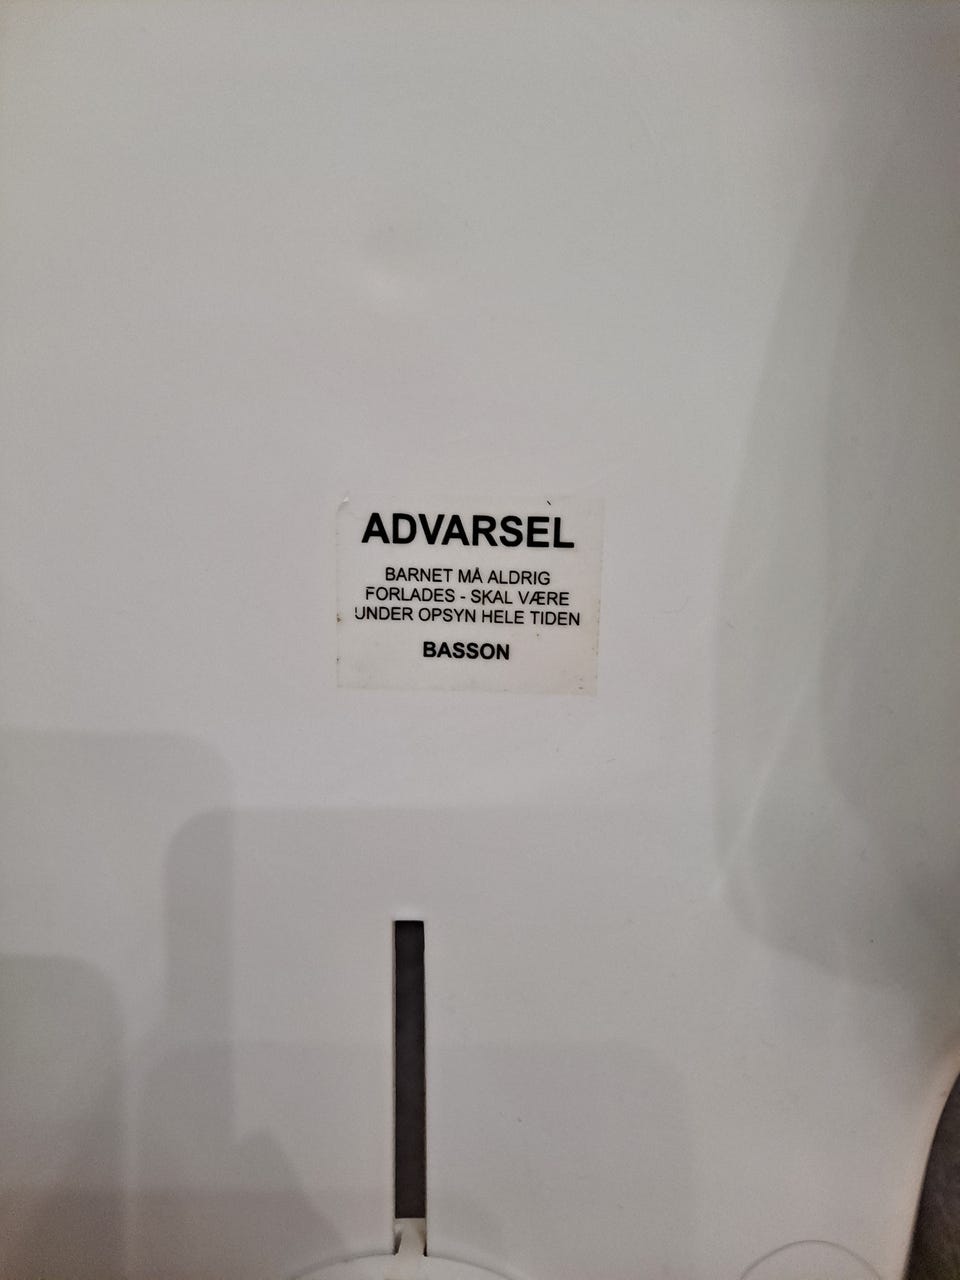 ADVARSEL
BARNET MÅ ALDRIG
FORLADES - SKAL VÆRE
UNDER OPSYN HELE TIDEN
BASSON